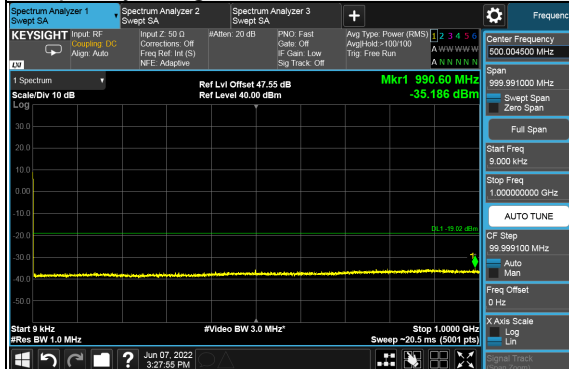 Spectrum Analyzer 1
Swept SA
Spectrum Analyzer 2
Swept SA
Spectrum Analyzer 3
Swept SA
+
Frequenc
KEYSIGHT
LXI
Input: RF
Coupling: DC
Align: Auto
Input Z: 50 Ω
Corrections: Off
Freq Ref: Int (S)
NFE: Adaptive
#Atten: 20 dB
PNO: Fast
Gate: Off
IF Gain: Low
Sig Track: Off
Avg Type: Power (RMS)
Avg|Hold:>100/100
Trig: Free Run
1 2 3 4 5 6
A W W W W W
A N N N N N
1 Spectrum
Scale/Div 10 dB
Log
Ref Lvl Offset 47.55 dB
Ref Level 40.00 dBm
Mkr1 990.60 MHz
-35.186 dBm
30.0
20.0
10.0
0.00
-10.0
-20.0
-30.0
-40.0
-50.0
DL1 -19.02 dBm
1
Start 9 kHz
#Res BW 1.0 MHz
#Video BW 3.0 MHz*
Stop 1.0000 GHz
Sweep ~20.5 ms (5001 pts)
Center Frequency
500.004500 MHz
Span
999.991000 MHz
Swept Span
Zero Span
Full Span
Start Freq
9.000 kHz
Stop Freq
1.000000000 GHz
AUTO TUNE
CF Step
99.999100 MHz
Auto
Man
Freq Offset
0 Hz
X Axis Scale
Log
Lin
Signal Track
(Span Zoom)
?
Jun 07, 2022
3:27:55 PM